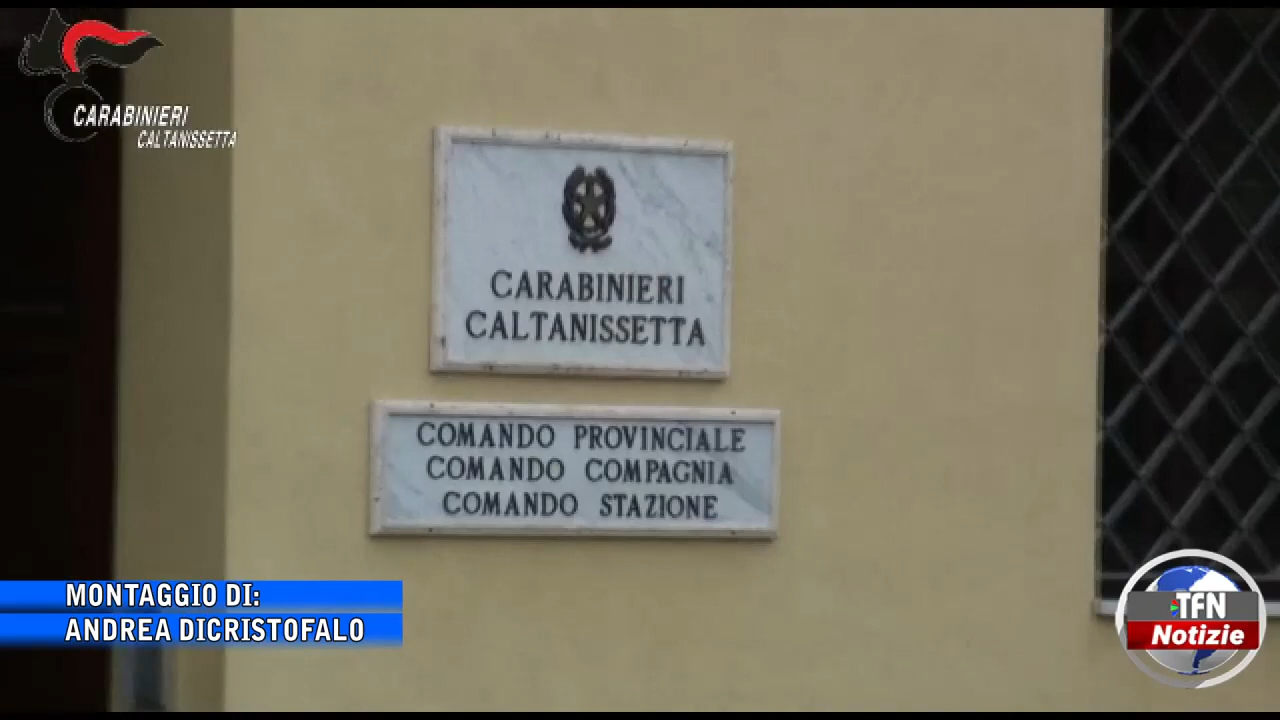 CARABINIERI
CALTANISSETTA
CARABINIERI
CALTANISSETTA
COMANDO PROVINCIALE
COMANDO COMPAGNIA
COMANDO STAZIONE
MONTAGGIO DI:
ANDREA DICRISTOFALO
TFN
Notizie